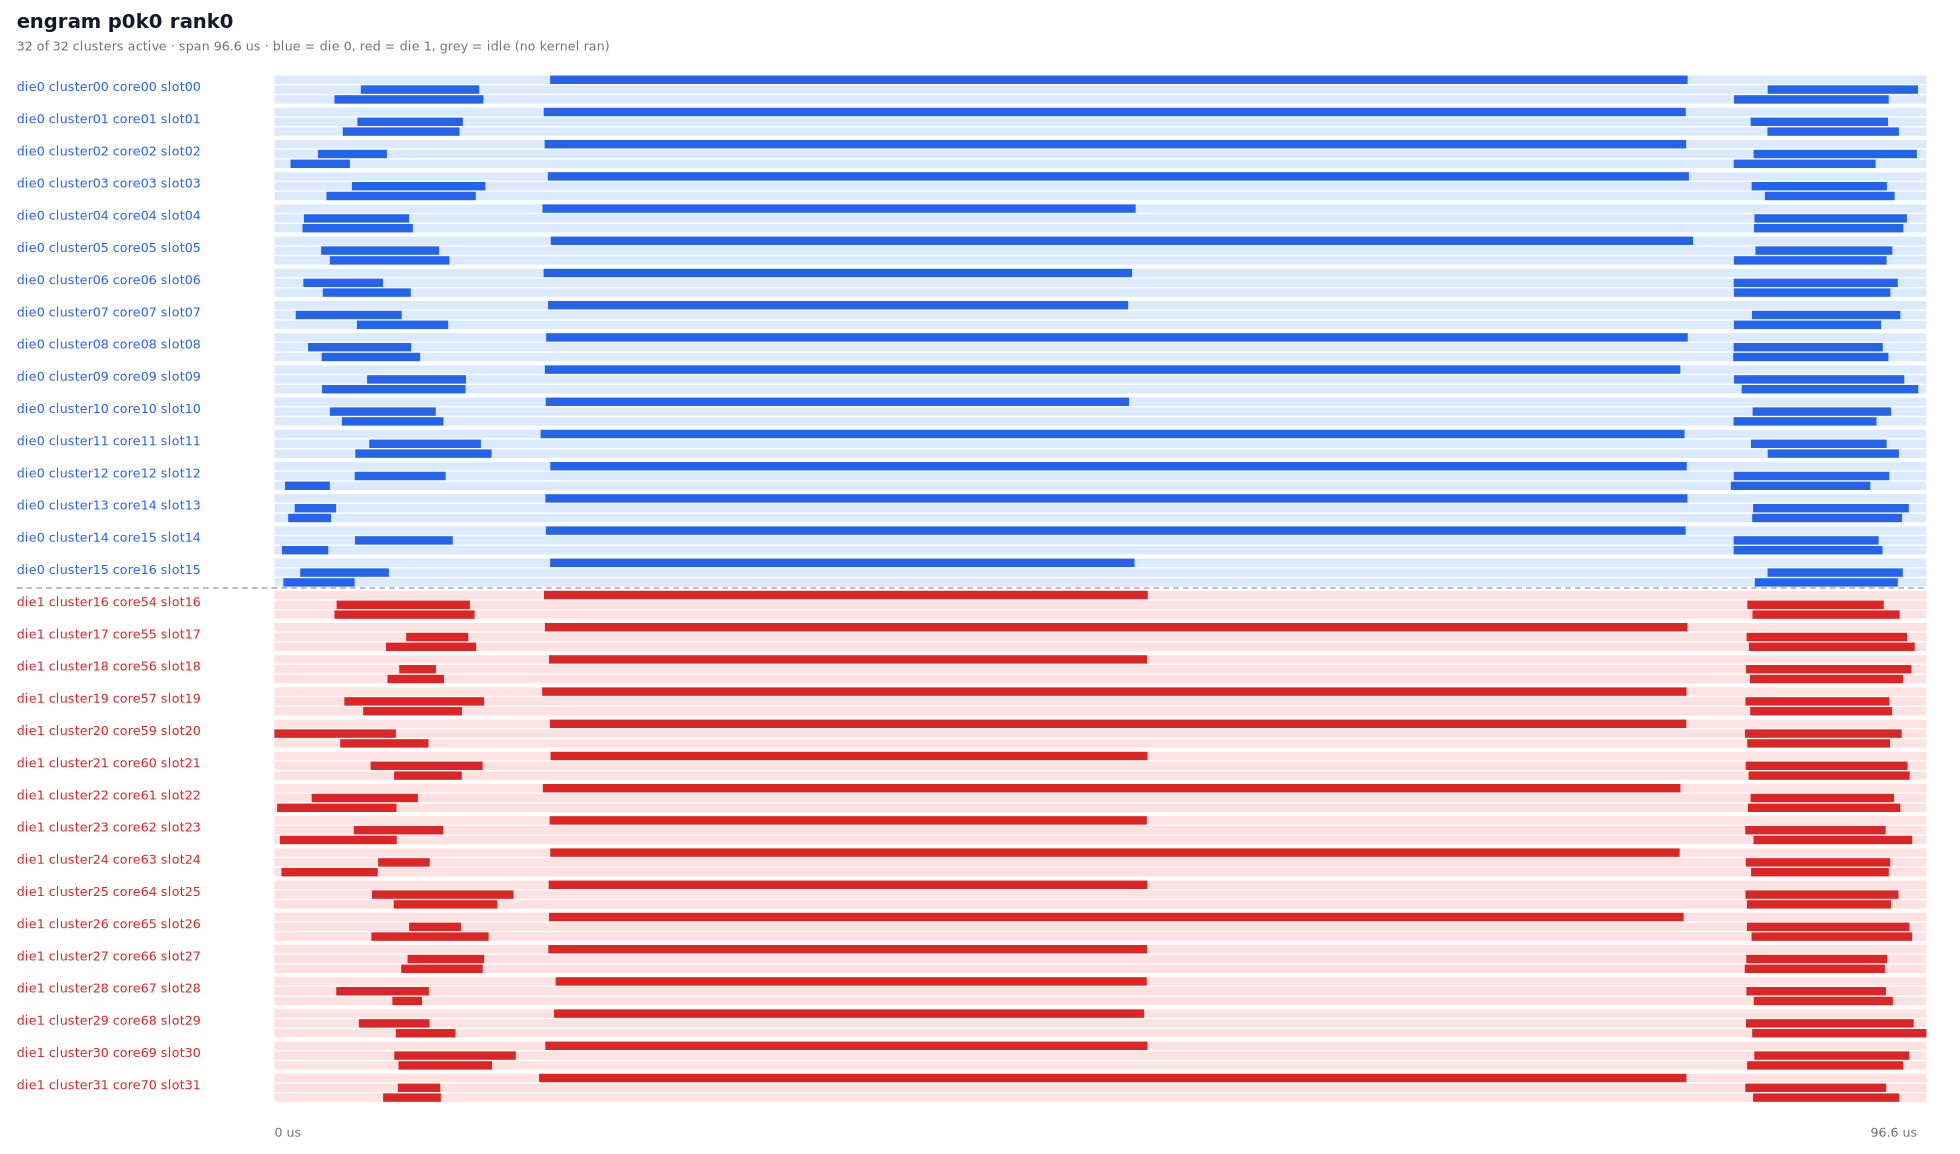 engram p0k0 rank0
32 of 32 clusters active · span 96.6 us · blue = die 0, red = die 1, grey = idle (no kernel ran)
die0 cluster00 core00 slot00
die0 cluster01 core01 slot01
die0 cluster02 core02 slot02
die0 cluster03 core03 slot03
die0 cluster04 core04 slot04
die0 cluster05 core05 slot05
die0 cluster06 core06 slot06
die0 cluster07 core07 slot07
die0 cluster08 core08 slot08
die0 cluster09 core09 slot09
die0 cluster10 core10 slot10
die0 cluster11 core11 slot11
die0 cluster12 core12 slot12
die0 cluster13 core14 slot13
die0 cluster14 core15 slot14
die0 cluster15 core16 slot15
die1 cluster16 core54 slot16
die1 cluster17 core55 slot17
die1 cluster18 core56 slot18
die1 cluster19 core57 slot19
die1 cluster20 core59 slot20
die1 cluster21 core60 slot21
die1 cluster22 core61 slot22
die1 cluster23 core62 slot23
die1 cluster24 core63 slot24
die1 cluster25 core64 slot25
die1 cluster26 core65 slot26
die1 cluster27 core66 slot27
die1 cluster28 core67 slot28
die1 cluster29 core68 slot29
die1 cluster30 core69 slot30
die1 cluster31 core70 slot31
0 us
96.6 us